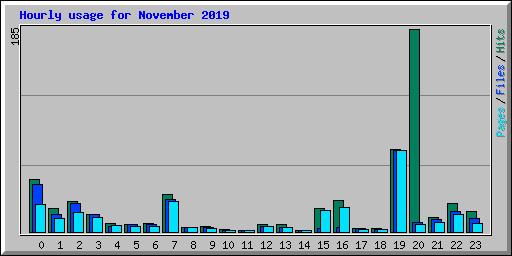 Hourly usage for November 2019
185
Pages/Files/Hits
0 1 2 3 4 5 6 7 8 9 10 11 12 13 14 15 16 17 18 19 20 21 22 23